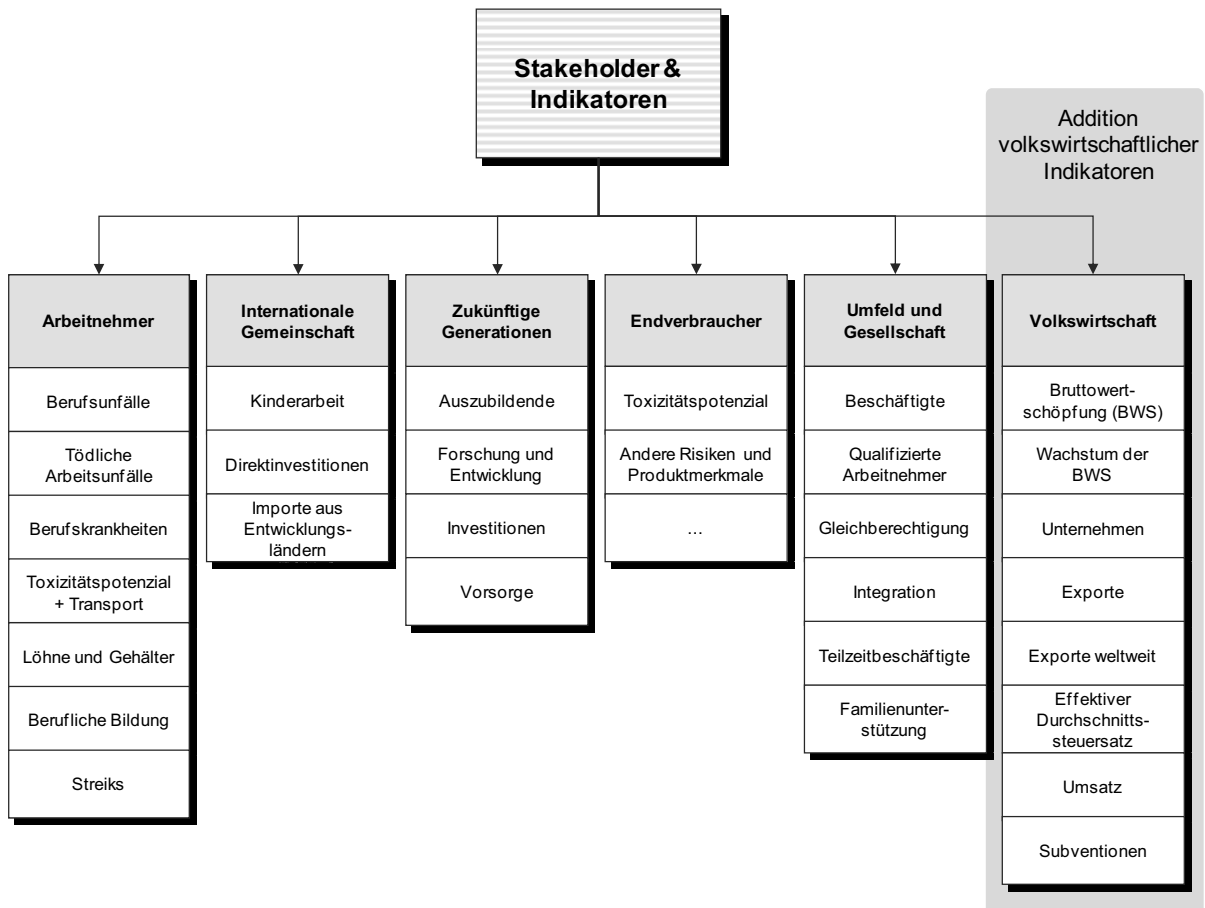 Stakeholder &
Indikatoren
Addition
volkswirtschaftlicher
Indikatoren
Arbeitnehmer
Berufsunfälle
Tödliche
Arbeitsunfälle
Berufskrankheiten
Toxizitätspotenzial
+ Transport
Löhne und Gehälter
Berufliche Bildung
Streiks
Internationale
Gemeinschaft
Kinderarbeit
Direktinvestitionen
Importe aus
Entwicklungs-
ländern
Zukünftige
Generationen
Auszubildende
Forschung und
Entwicklung
Investitionen
Vorsorge
Endverbraucher
Toxizitätspotenzial
Andere Risiken und
Produktmerkmale
...
Umfeld und
Gesellschaft
Beschäftigte
Qualifizierte
Arbeitnehmer
Gleichberechtigung
Integration
Teilzeitbeschäftigte
Familienunter-
stützung
Volkswirtschaft
Bruttowert-
schöpfung (BWS)
Wachstum der
BWS
Unternehmen
Exporte
Exporte weltweit
Effektiver
Durchschnitts-
steuersatz
Umsatz
Subventionen